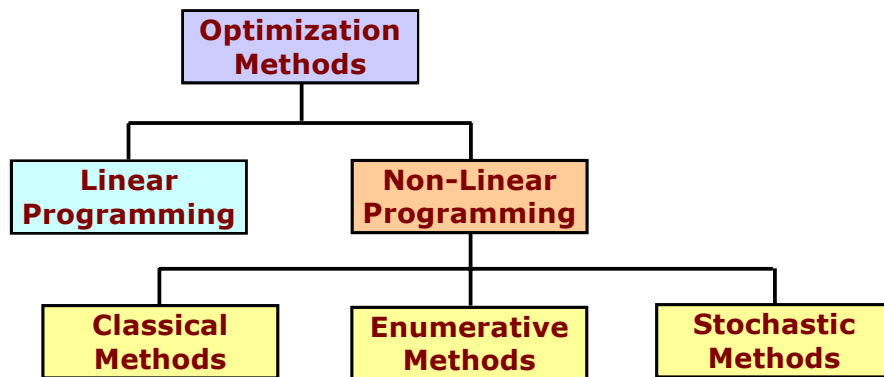 Optimization
Methods
Linear
Programming
Non-Linear
Programming
Classical
Methods
Enumerative
Methods
Stochastic
Methods